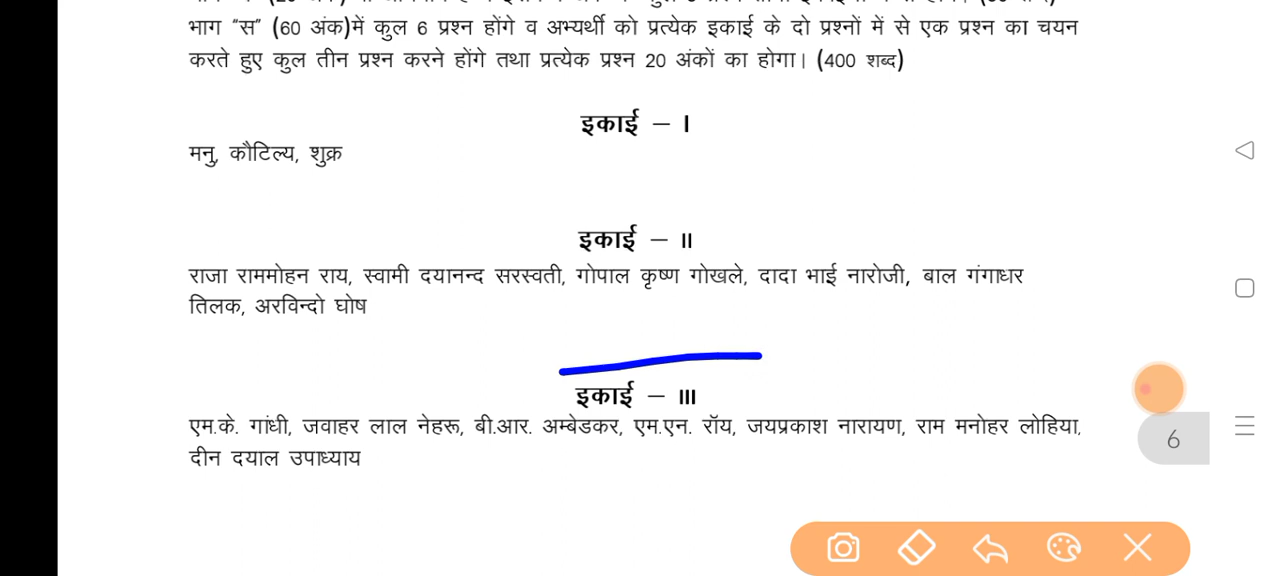 भाग “स” (60 अंक)में कुल 6 प्रश्न होंगे व अभ्यर्थी को प्रत्येक इकाई के दो प्रश्नों में से एक प्रश्न का चयन
करते हुए कुल तीन प्रश्न करने होंगे तथा प्रत्येक प्रश्न 20 अंकों का होगा। (400 शब्द)
इकाई – I
मनु, कौटिल्य, शुक्र
इकाई – II
राजा राममोहन राय, स्वामी दयानन्द सरस्वती, गोपाल कृष्ण गोखले, दादा भाई नारोजी, बाल गंगाधर
तिलक, अरविन्दो घोष
इकाई – III
एम.के. गांधी, जवाहर लाल नेहरू, बी.आर. अम्बेडकर, एम.एन. रॉय, जयप्रकाश नारायण, राम मनोहर लोहिया,
दीन दयाल उपाध्याय
6